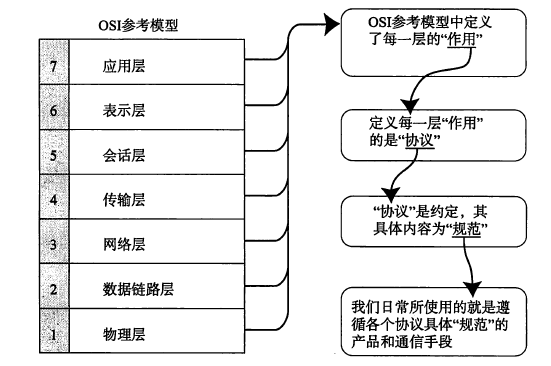 OSI参考模型
7 应用层
6 表示层
5 会话层
4 传输层
3 网络层
2 数据链路层
1 物理层
OSI参考模型中定义
了每一层的“作用”
定义每一层“作用”
的是“协议”
“协议”是约定，其
具体内容为“规范”
我们日常所使用的就是遵
循各个协议具体“规范”的
产品和通信手段